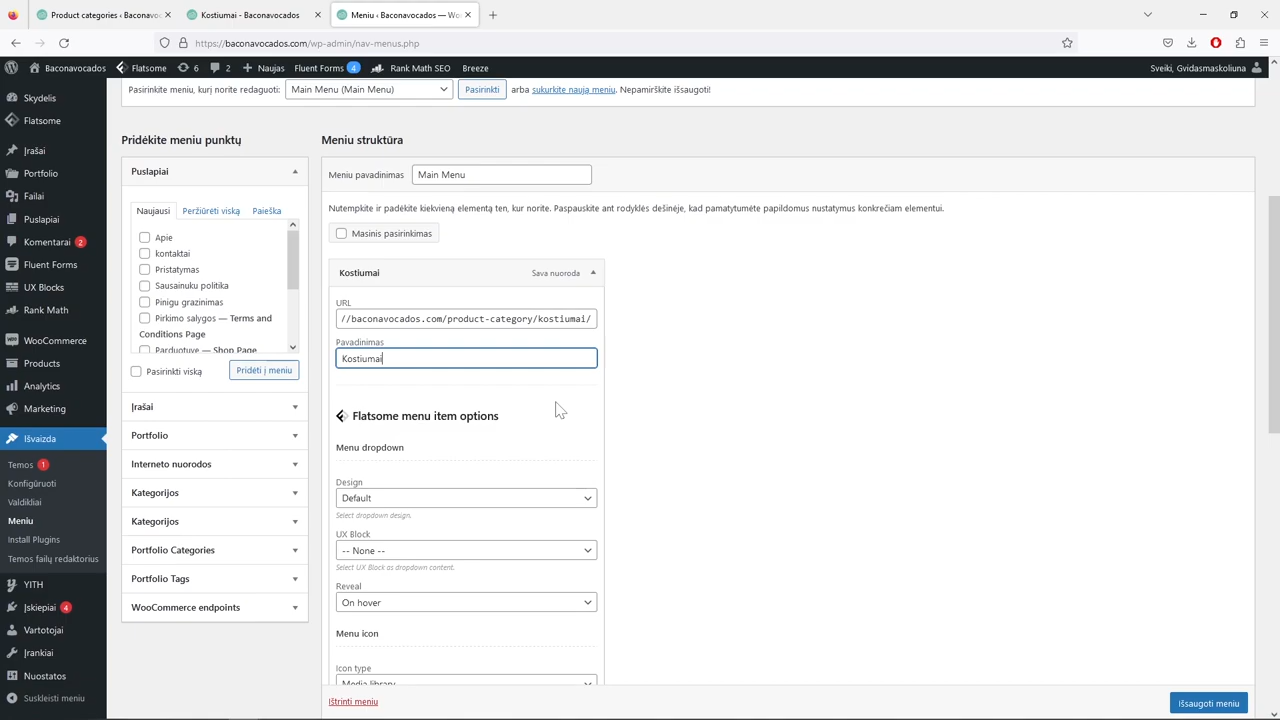 Product categories ‹ Baconavoc
Kostiumai - Baconavocados
Meniu ‹ Baconavocados — Wo
https://baconavocados.com/wp-admin/nav-menus.php
Baconavocados
Flatsome
6
2
Naujas
Fluent Forms 4
Rank Math SEO
Breeze
Sveiki, Gvidasmaskoliuna
Skydelis
Flatsome
Įrašai
Portfolio
Failai
Puslapiai
Komentarai 2
Fluent Forms
UX Blocks
Rank Math
WooCommerce
Products
Analytics
Marketing
Išvaizda
Temos 1
Konfigūruoti
Valdikliai
Meniu
Install Plugins
Temos failų redaktorius
YITH
Įskiepiai 4
Vartotojai
Įrankiai
Nuostatos
Suskleisti meniu
Pasirinkite meniu, kurį norite redaguoti: Main Menu (Main Menu) Pasirinkti arba sukurkite naują meniu. Nepamirškite išsaugoti!
Pridėkite meniu punktų
Puslapiai
Naujausi Peržiūrėti viską Paieška
Apie
kontaktai
Pristatymas
Sausainuku politika
Pinigu grazinimas
Pirkimo salygos — Terms and
Conditions Page
Parduotuve — Shop Page
Pasirinkti viską
Pridėti į meniu
Įrašai
Portfolio
Interneto nuorodos
Kategorijos
Kategorijos
Portfolio Categories
Portfolio Tags
WooCommerce endpoints
Meniu struktūra
Meniu pavadinimas Main Menu
Nutempkite ir padėkite kiekvieną elementą ten, kur norite. Paspauskite ant rodyklės dešinėje, kad pamatytumėte papildomus nustatymus konkrečiam elementui.
Masinis pasirinkimas
Kostiumai Sava nuoroda
URL
//baconavocados.com/product-category/kostiumai/
Pavadinimas
Kostiumai
Flatsome menu item options
Menu dropdown
Design
Default
Select dropdown design.
UX Block
-- None --
Select UX Block as dropdown content.
Reveal
On hover
Menu icon
Icon type
Media library
Ištrinti meniu
Išsaugoti meniu